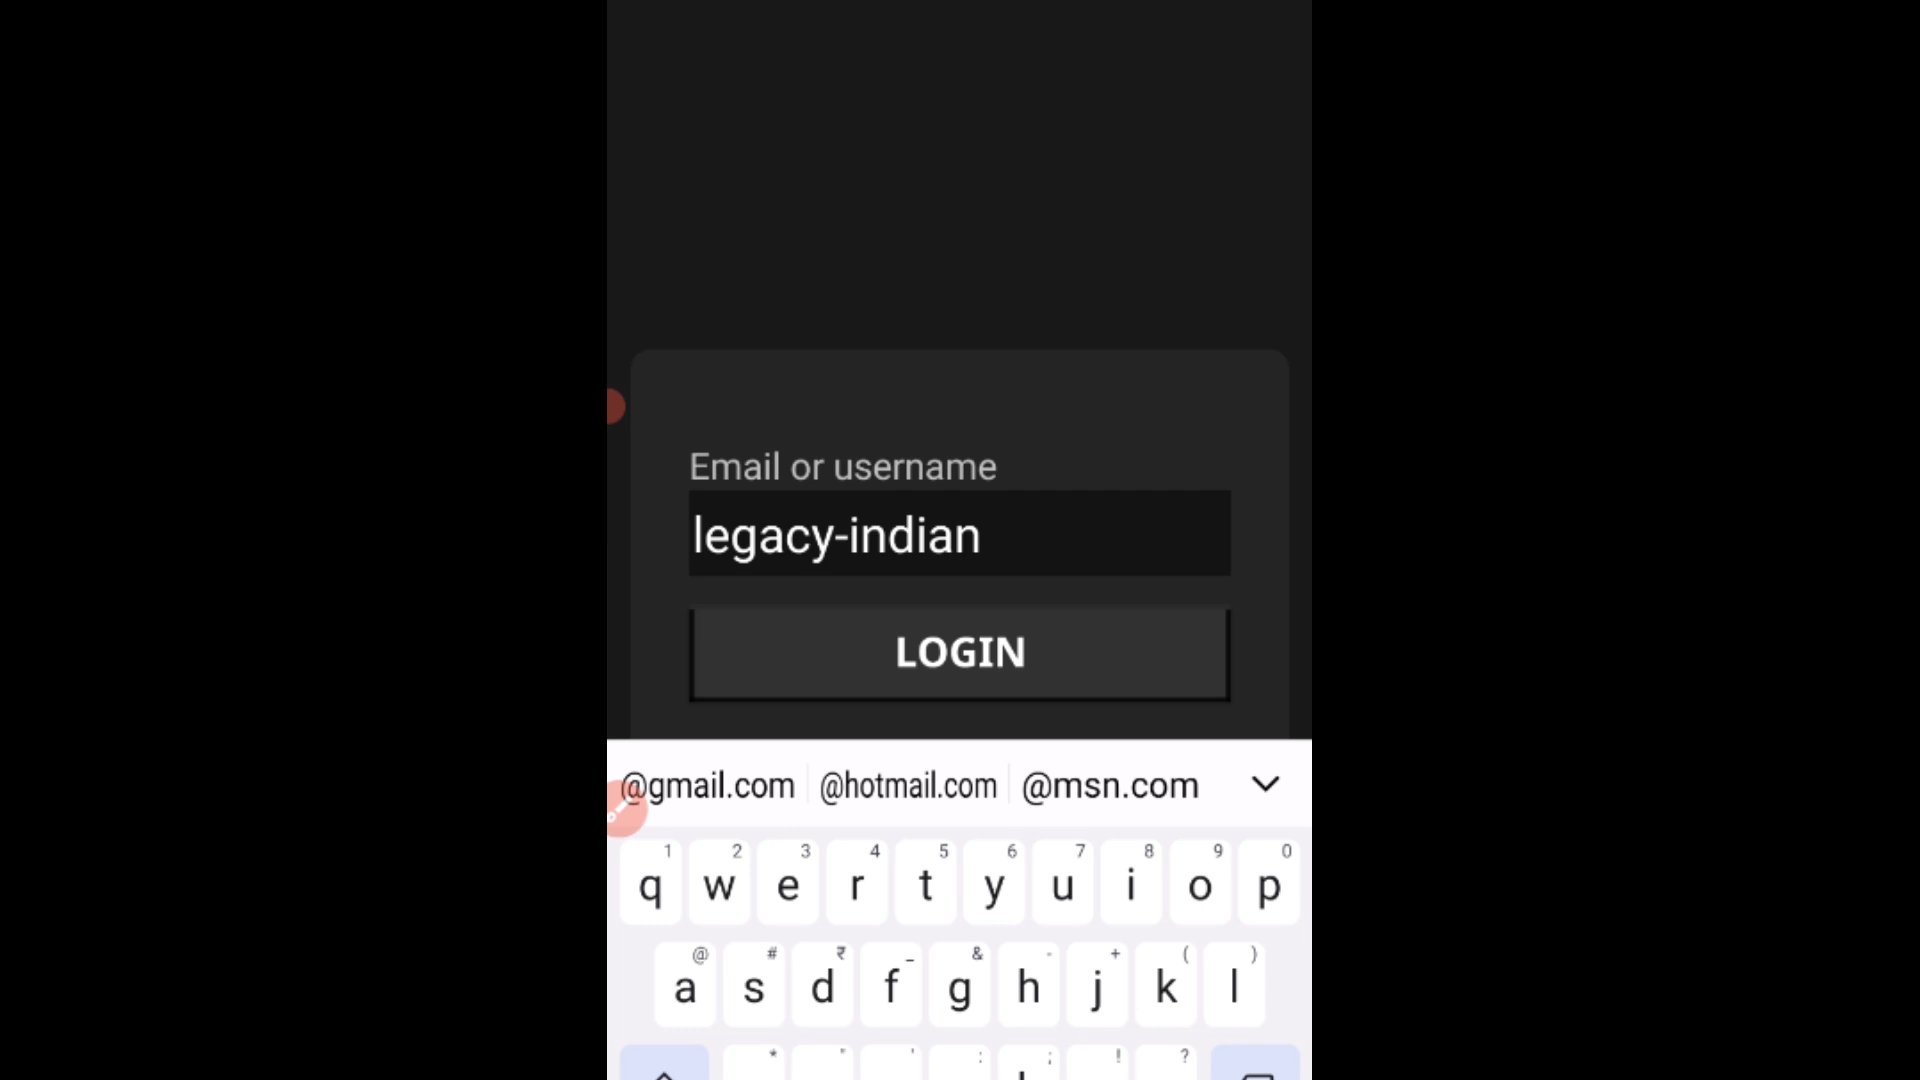 Email or username
legacy-indian
LOGIN
@gmail.com @hotmail.com @msn.com
1 2 3 4 5 6 7 8 9 0
q w e r t y u i o p
@ # ₹ _ & - + ( )
a s d f g h j k l
* " ' : ; ! ?